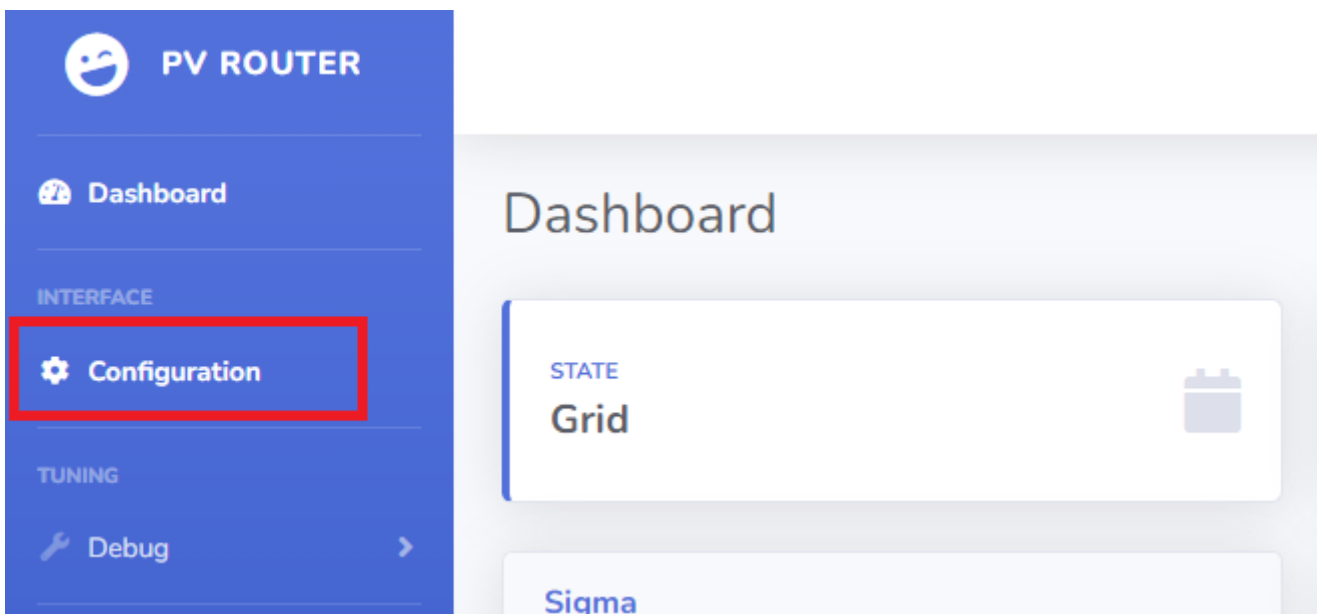 PV ROUTER
Dashboard
INTERFACE
Configuration
TUNING
Debug
Dashboard
STATE
Grid
Sigma